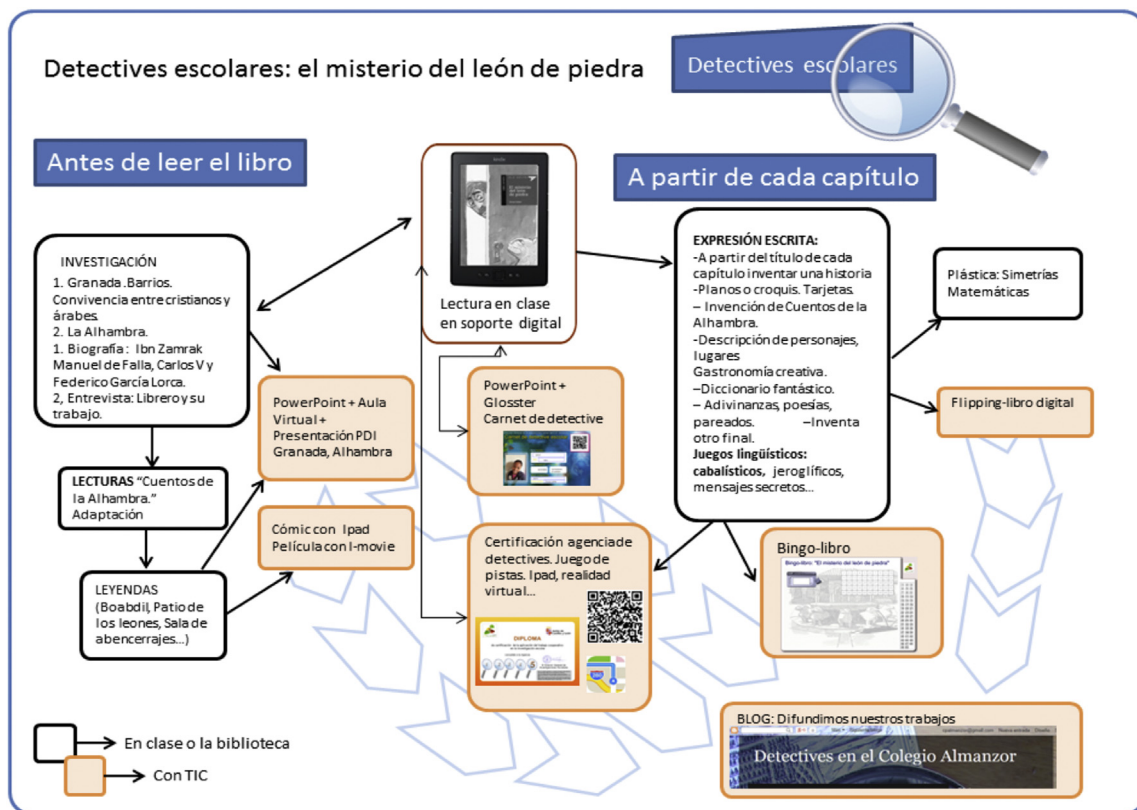 Detectives escolares: el misterio del león de piedra
Detectives escolares
Antes de leer el libro
INVESTIGACIÓN
1. Granada .Barrios.
Convivencia entre cristianos y
árabes.
2. La Alhambra.
1. Biografía : Ibn Zamrak
Manuel de Falla, Carlos V y
Federico García Lorca.
2, Entrevista: Librero y su
trabajo.
LECTURAS "Cuentos de
la Alhambra."
Adaptación
LEYENDAS
(Boabdil, Patio de
los leones, Sala de
abencerrajes...)
PowerPoint + Aula
Virtual +
Presentación PDI
Granada, Alhambra
Cómic con Ipad
Película con I-movie
kindle
Lectura en clase
en soporte digital
PowerPoint +
Glosster
Carnet de detective
Certificación agencia de
detectives. Juego de
pistas. Ipad, realidad
virtual...
DIPLOMA
A partir de cada capítulo
EXPRESIÓN ESCRITA:
-A partir del título de cada
capítulo inventar una historia
-Planos o croquis. Tarjetas.
– Invención de Cuentos de la
Alhambra.
-Descripción de personajes,
lugares
Gastronomía creativa.
–Diccionario fantástico.
– Adivinanzas, poesías,
pareados. –Inventa
otro final.
Juegos lingüísticos:
cabalísticos, jeroglíficos,
mensajes secretos...
Plástica: Simetrías
Matemáticas
Flipping-libro digital
Bingo-libro
Bingo-libro: "El misterio del león de piedra"
BLOG: Difundimos nuestros trabajos
Detectives en el Colegio Almanzor
En clase o la biblioteca
Con TIC